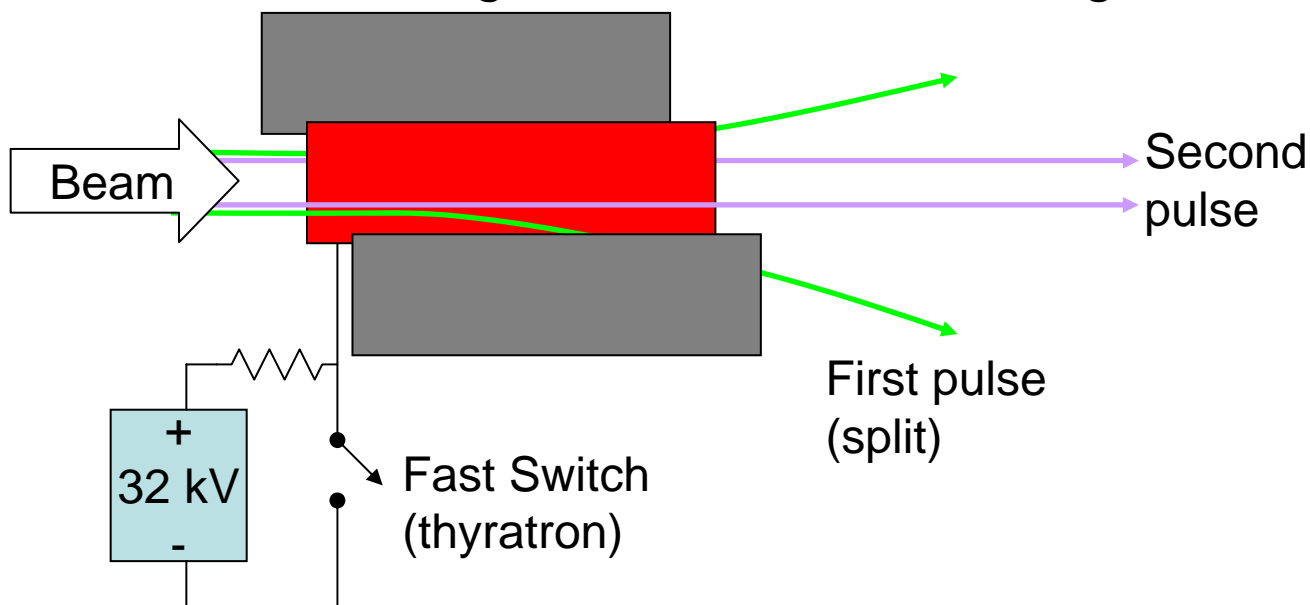 Beam
Second
pulse
First pulse
(split)
+
32 kV
-
Fast Switch
(thyratron)